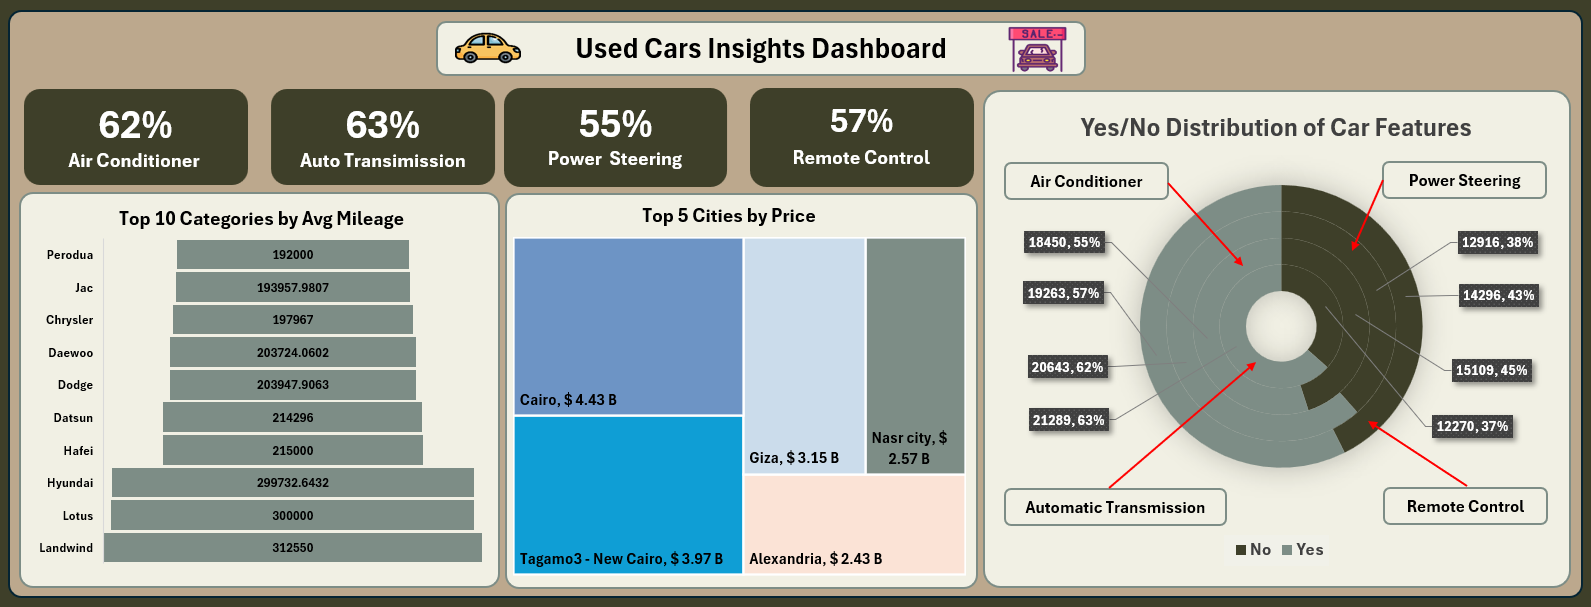 Used Cars Insights Dashboard
SALE
62%
Air Conditioner
63%
Auto Transimission
55%
Power  Steering
57%
Remote Control
Top 10 Categories by Avg Mileage
Perodua 192000
Jac 193957.9807
Chrysler 197967
Daewoo 203724.0602
Dodge 203947.9063
Datsun 214296
Hafei 215000
Hyundai 299732.6432
Lotus 300000
Landwind 312550
Top 5 Cities by Price
Cairo, $ 4.43 B
Tagamo3 - New Cairo, $ 3.97 B
Giza, $ 3.15 B
Nasr city, $
2.57 B
Alexandria, $ 2.43 B
Yes/No Distribution of Car Features
Air Conditioner
Power Steering
18450, 55%
12916, 38%
19263, 57%
14296, 43%
20643, 62%
15109, 45%
21289, 63%
12270, 37%
Automatic Transmission
Remote Control
No Yes